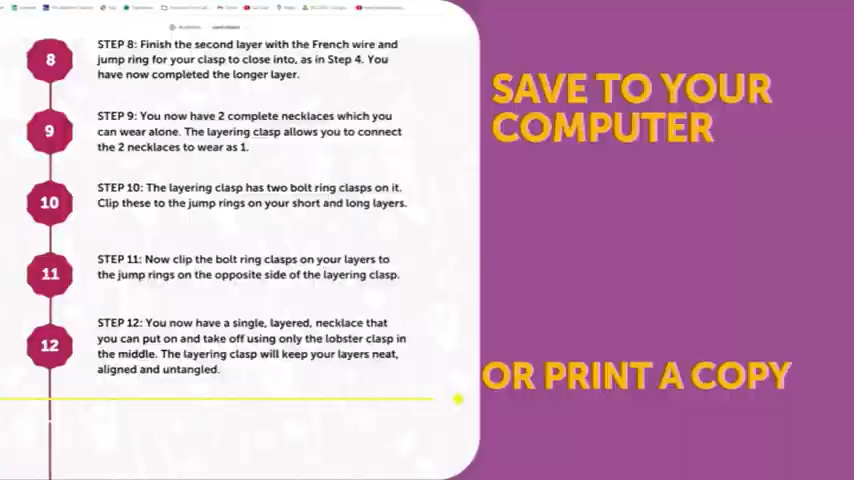 8
STEP 8: Finish the second layer with the French wire and
jump ring for your clasp to close into, as in Step 4. You
have now completed the longer layer.
9
STEP 9: You now have 2 complete necklaces which you
can wear alone. The layering clasp allows you to connect
the 2 necklaces to wear as 1.
10
STEP 10: The layering clasp has two bolt ring clasps on it.
Clip these to the jump rings on your short and long layers.
11
STEP 11: Now clip the bolt ring clasps on your layers to
the jump rings on the opposite side of the layering clasp.
12
STEP 12: You now have a single, layered, necklace that
you can put on and take off using only the lobster clasp in
the middle. The layering clasp will keep your layers neat,
aligned and untangled.
SAVE TO YOUR
COMPUTER
OR PRINT A COPY